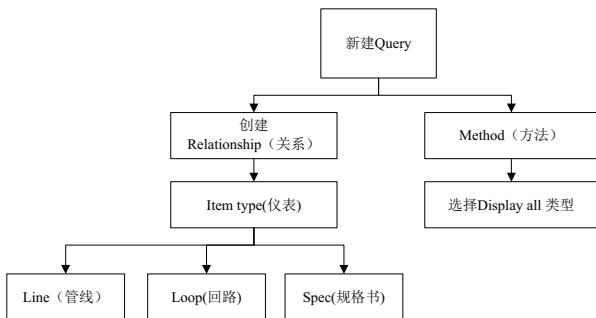 新建Query
创建
Relationship（关系）
Method（方法）
Item type(仪表)
选择Display all 类型
Line（管线）
Loop(回路)
Spec(规格书)